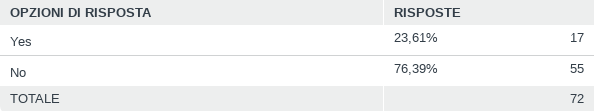 OPZIONI DI RISPOSTA RISPOSTE
Yes 23,61% 17
No 76,39% 55
TOTALE 72